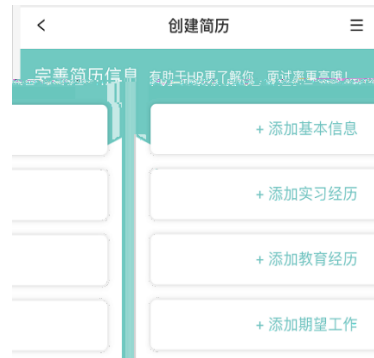 创建简历
完善简历信息 有助于HR更了解你，面试率更高哦！
+ 添加基本信息
+ 添加实习经历
+ 添加教育经历
+ 添加期望工作